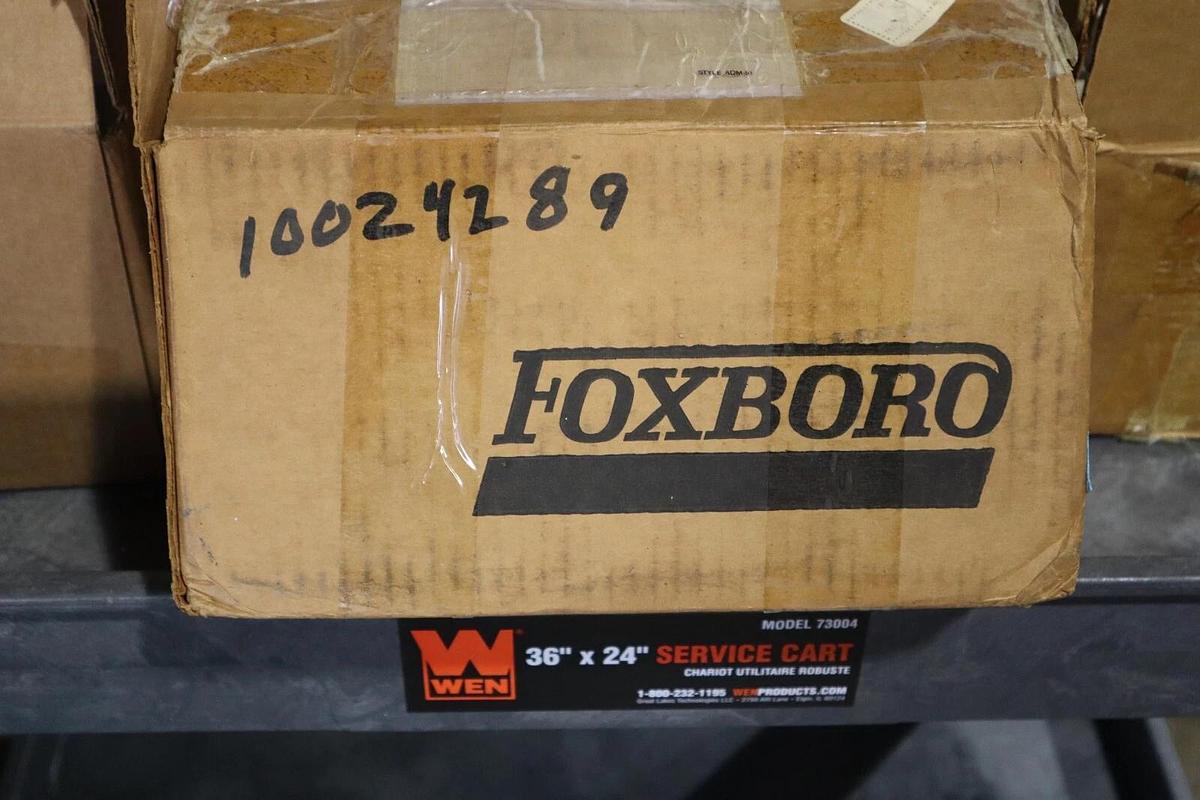 10024289
FOXBORO
MODEL 73004
WEN
36" x 24" SERVICE CART
CHARIOT UTILITAIRE ROBUSTE
1-800-232-1195 WENPRODUCTS.COM